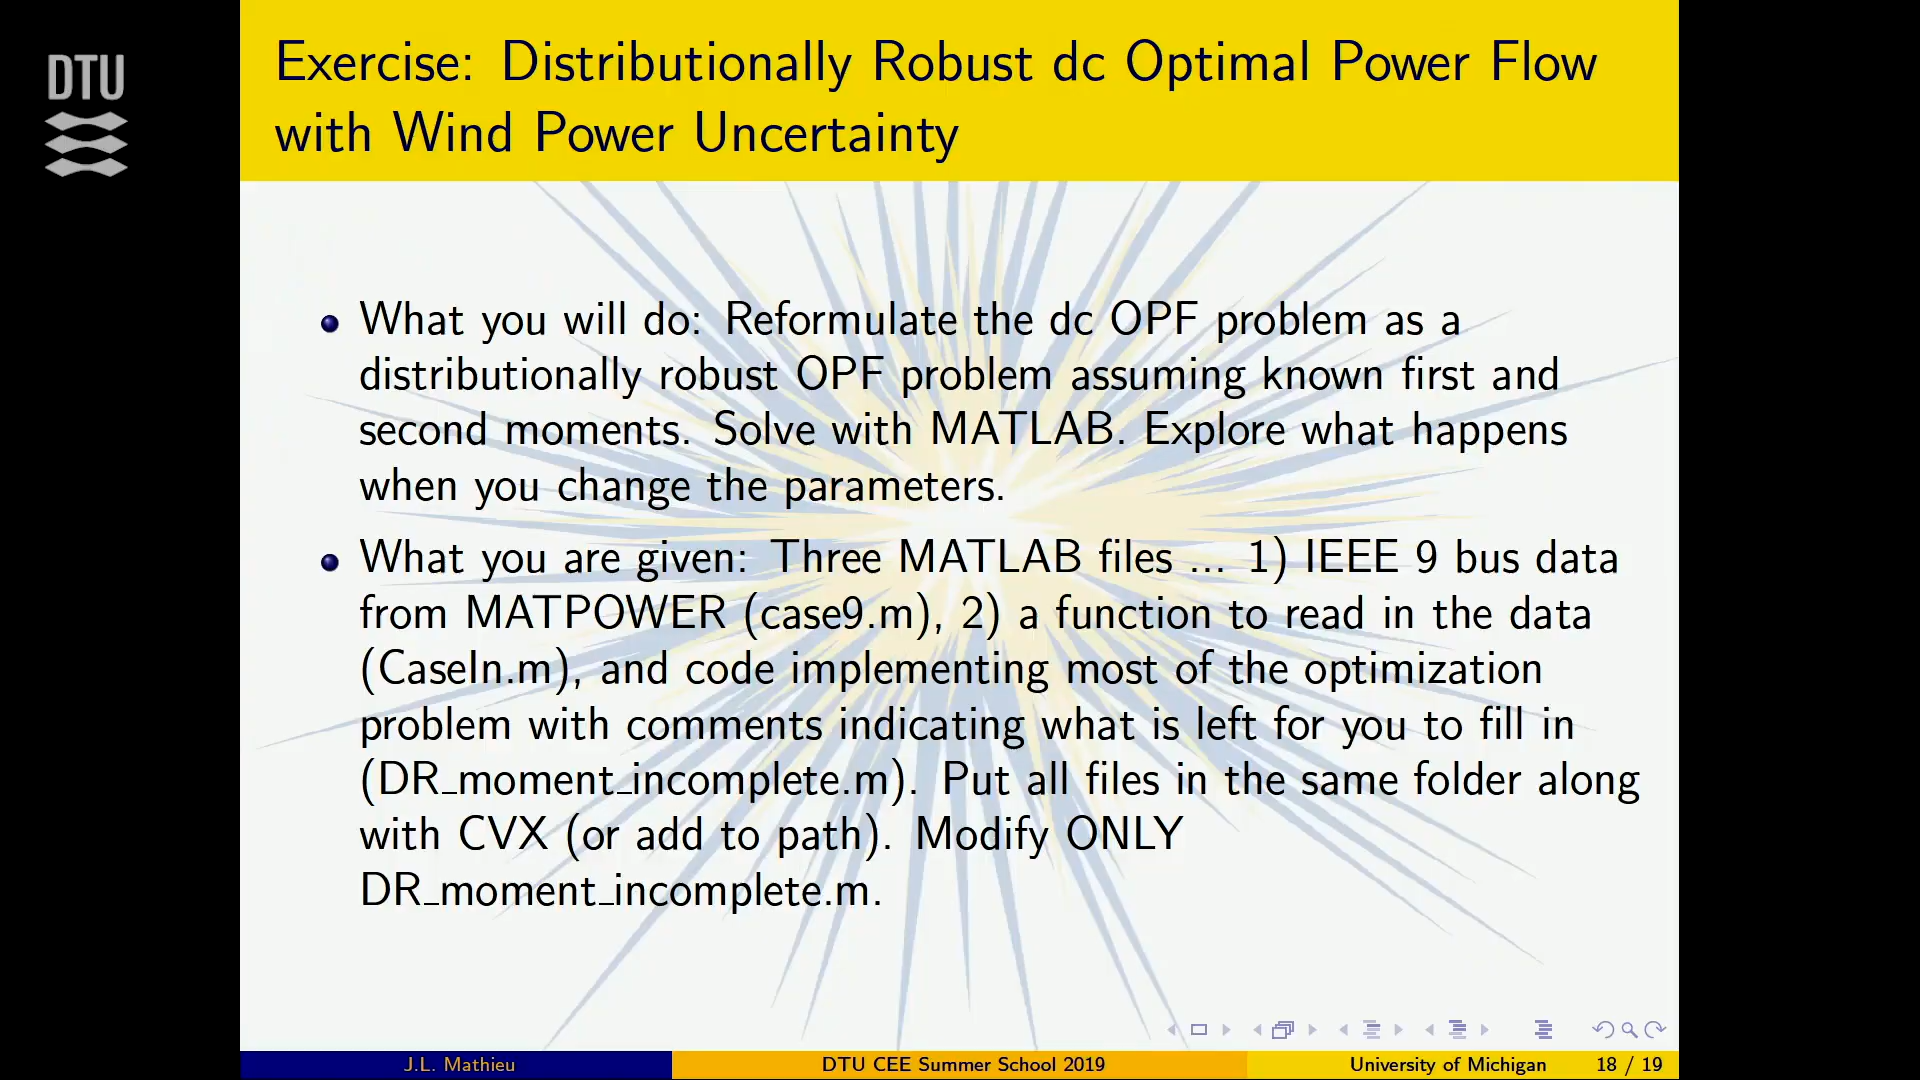 DTU
Exercise: Distributionally Robust dc Optimal Power Flow
with Wind Power Uncertainty
What you will do: Reformulate the dc OPF problem as a
distributionally robust OPF problem assuming known first and
second moments. Solve with MATLAB. Explore what happens
when you change the parameters.
What you are given: Three MATLAB files ... 1) IEEE 9 bus data
from MATPOWER (case9.m), 2) a function to read in the data
(CaseIn.m), and code implementing most of the optimization
problem with comments indicating what is left for you to fill in
(DR_moment_incomplete.m). Put all files in the same folder along
with CVX (or add to path). Modify ONLY
DR_moment_incomplete.m.
J.L. Mathieu DTU CEE Summer School 2019 University of Michigan 18 / 19